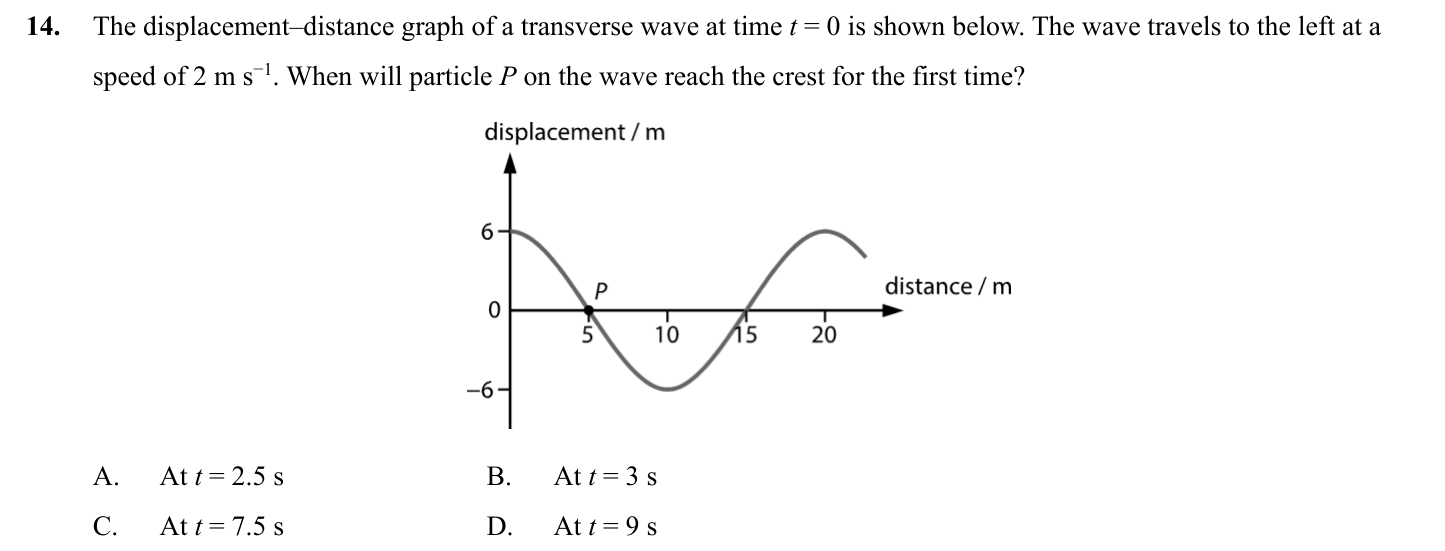 14. The displacement–distance graph of a transverse wave at time t = 0 is shown below. The wave travels to the left at a
speed of 2 m s⁻¹. When will particle P on the wave reach the crest for the first time?
displacement / m
6
P
distance / m
0
5 10 15 20
–6
A. At t = 2.5 s B. At t = 3 s
C. At t = 7.5 s D. At t = 9 s